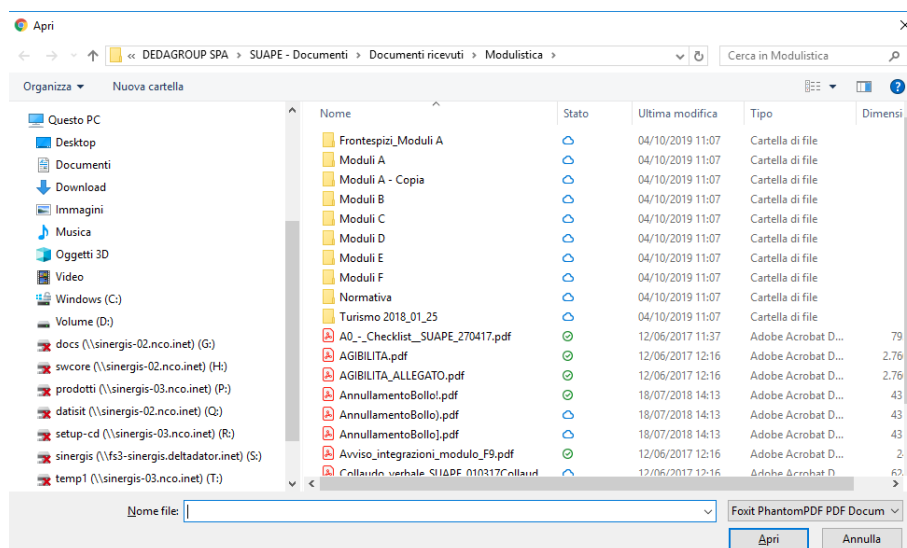 Apri
« DEDAGROUP SPA > SUAPE - Documenti > Documenti ricevuti > Modulistica >
Cerca in Modulistica
Organizza
Nuova cartella
Questo PC
Desktop
Documenti
Download
Immagini
Musica
Oggetti 3D
Video
Windows (C:)
Volume (D:)
docs (\\sinergis-02.nco.inet) (G:)
swcore (\\sinergis-02.nco.inet) (H:)
prodotti (\\sinergis-03.nco.inet) (P:)
datisit (\\sinergis-02.nco.inet) (Q:)
setup-cd (\\sinergis-03.nco.inet) (R:)
sinergis (\\fs3-sinergis.deltadator.inet) (S:)
temp1 (\\sinergis-03.nco.inet) (T:)
Nome Stato Ultima modifica Tipo Dimensi
Frontespizi_Moduli A 04/10/2019 11:07 Cartella di file
Moduli A 04/10/2019 11:07 Cartella di file
Moduli A - Copia 04/10/2019 11:07 Cartella di file
Moduli B 04/10/2019 11:07 Cartella di file
Moduli C 04/10/2019 11:07 Cartella di file
Moduli D 04/10/2019 11:07 Cartella di file
Moduli E 04/10/2019 11:07 Cartella di file
Moduli F 04/10/2019 11:07 Cartella di file
Normativa 04/10/2019 11:07 Cartella di file
Turismo 2018_01_25 04/10/2019 11:07 Cartella di file
A0_-_Checklist__SUAPE_270417.pdf 12/06/2017 11:37 Adobe Acrobat D... 79
AGIBILITA.pdf 12/06/2017 12:16 Adobe Acrobat D... 2.76
AGIBILITA_ALLEGATO.pdf 12/06/2017 12:16 Adobe Acrobat D... 2.76
AnnullamentoBollo!.pdf 18/07/2018 14:13 Adobe Acrobat D... 43
AnnullamentoBollo).pdf 18/07/2018 14:13 Adobe Acrobat D... 43
AnnullamentoBollo].pdf 18/07/2018 14:13 Adobe Acrobat D... 43
Avviso_integrazioni_modulo_F9.pdf 12/06/2017 12:16 Adobe Acrobat D... 2
Collaudo_verbale_SUAPE_010317Collaud 12/06/2017 12:16 Adobe Acrobat D 62
Nome file:
Foxit PhantomPDF PDF Docum
Apri
Annulla